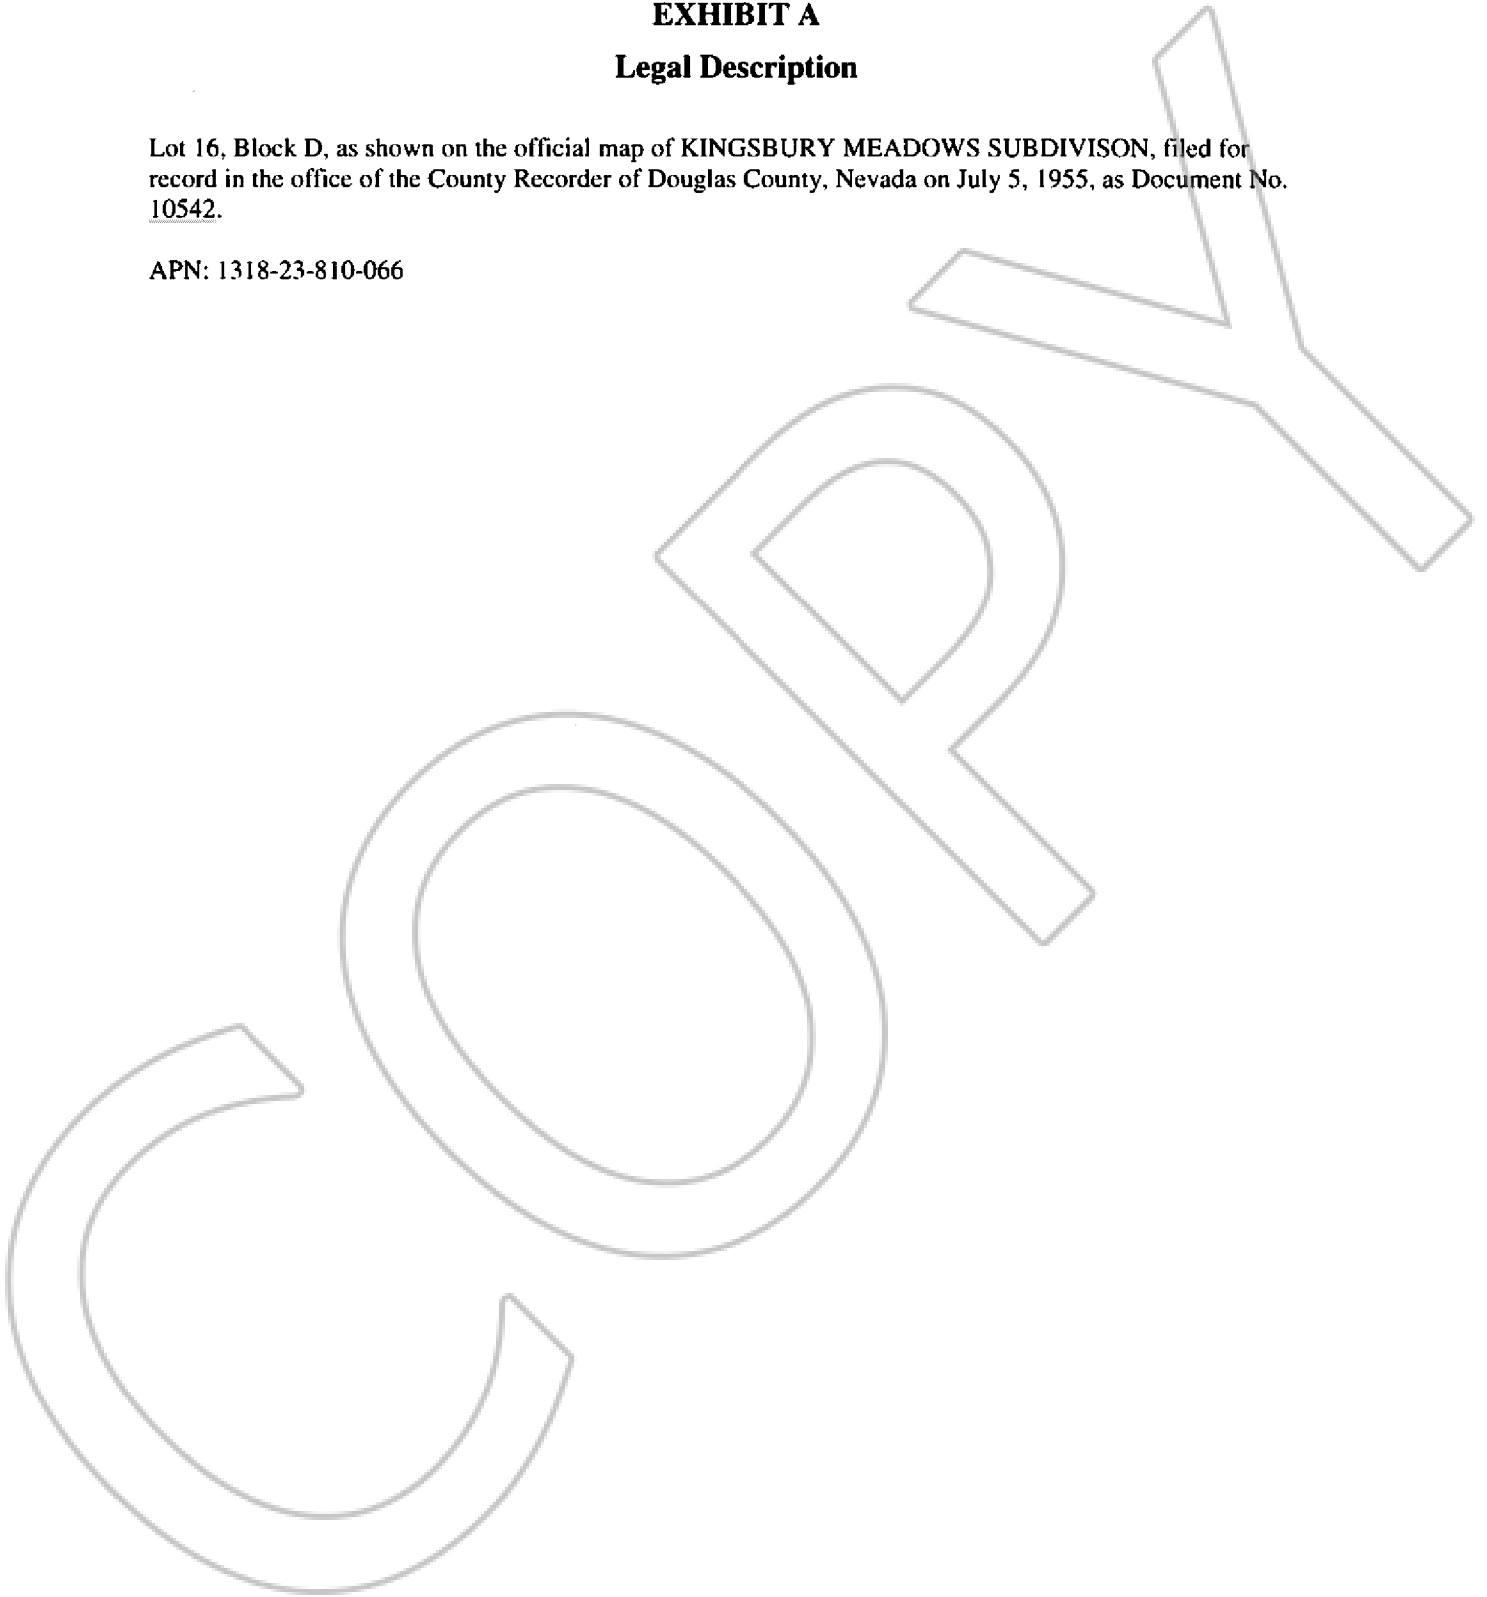 EXHIBIT A
Legal Description
Lot 16, Block D, as shown on the official map of KINGSBURY MEADOWS SUBDIVISON, filed for
record in the office of the County Recorder of Douglas County, Nevada on July 5, 1955, as Document No.
10542.
APN: 1318-23-810-066
COPY